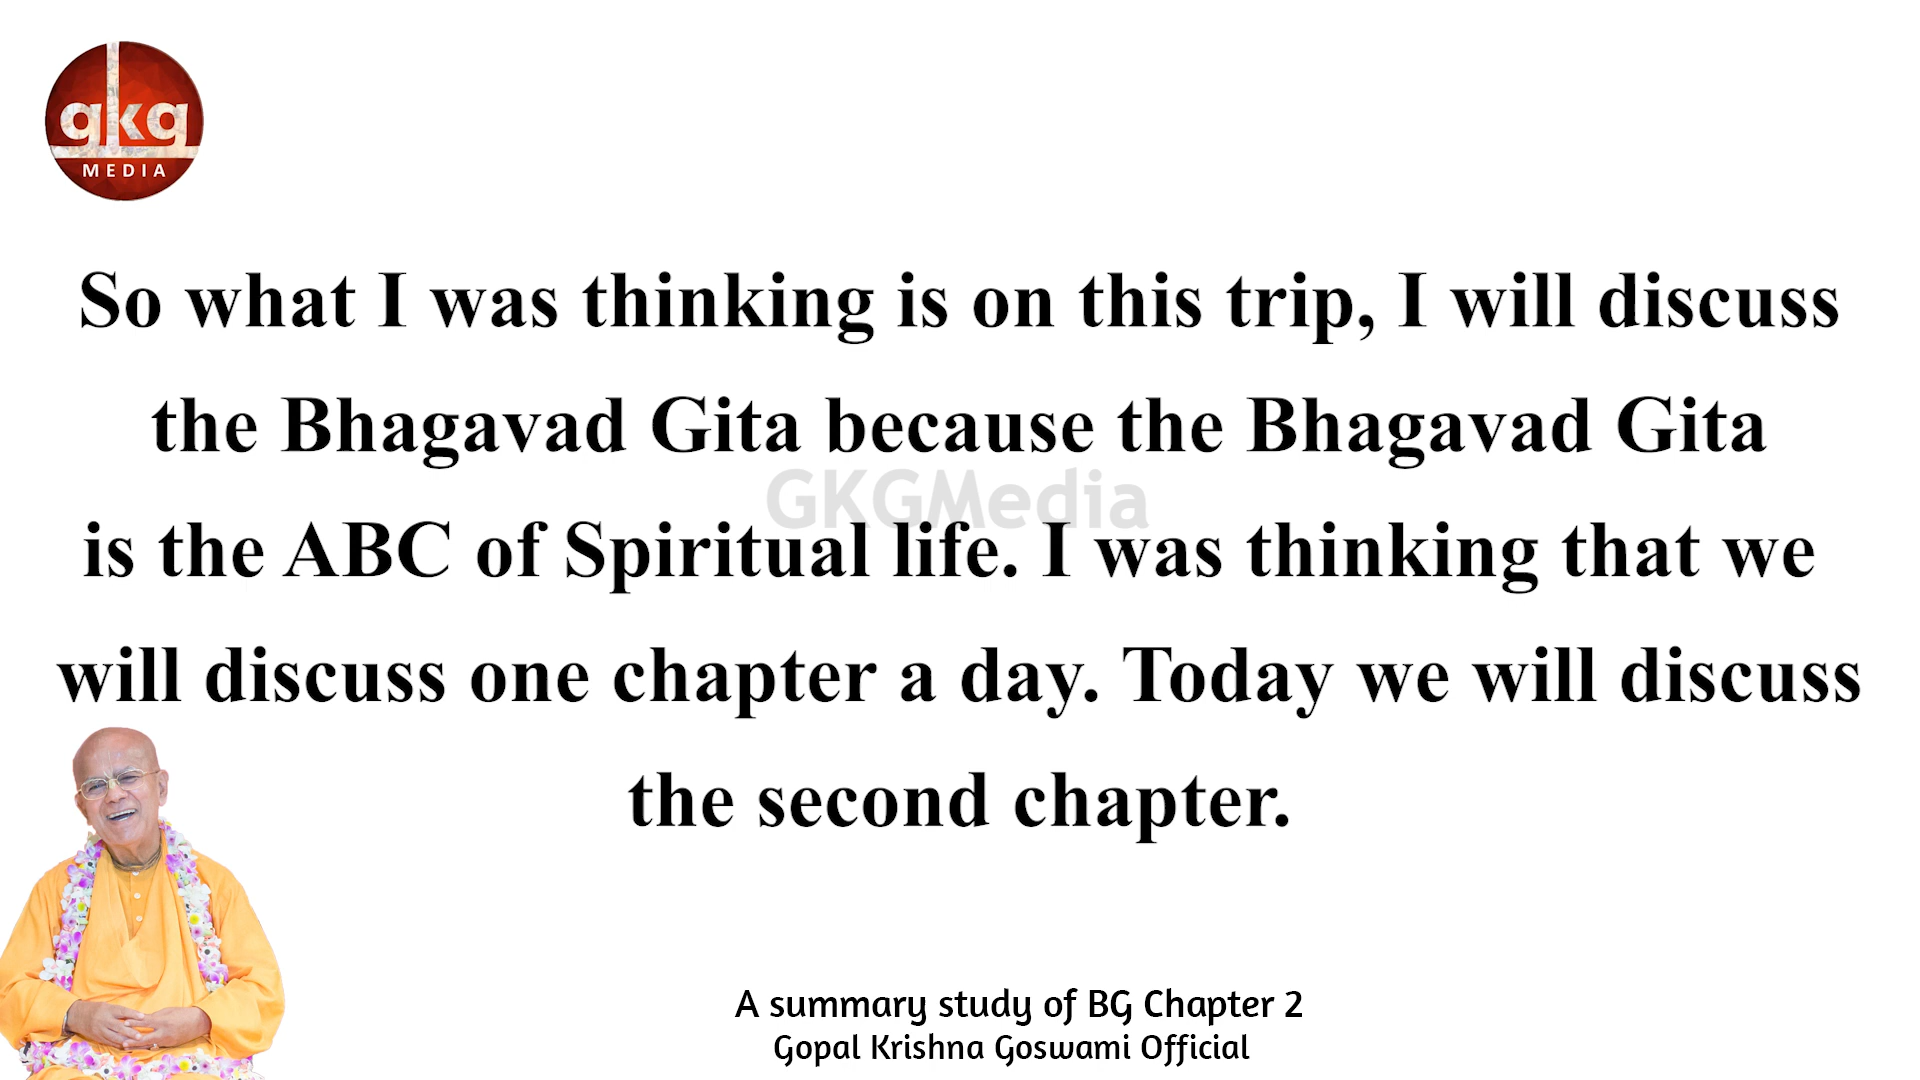 gkg
MEDIA
So what I was thinking is on this trip, I will discuss
the Bhagavad Gita because the Bhagavad Gita
GKGMedia
is the ABC of Spiritual life. I was thinking that we
will discuss one chapter a day. Today we will discuss
the second chapter.
A summary study of BG Chapter 2
Gopal Krishna Goswami Official